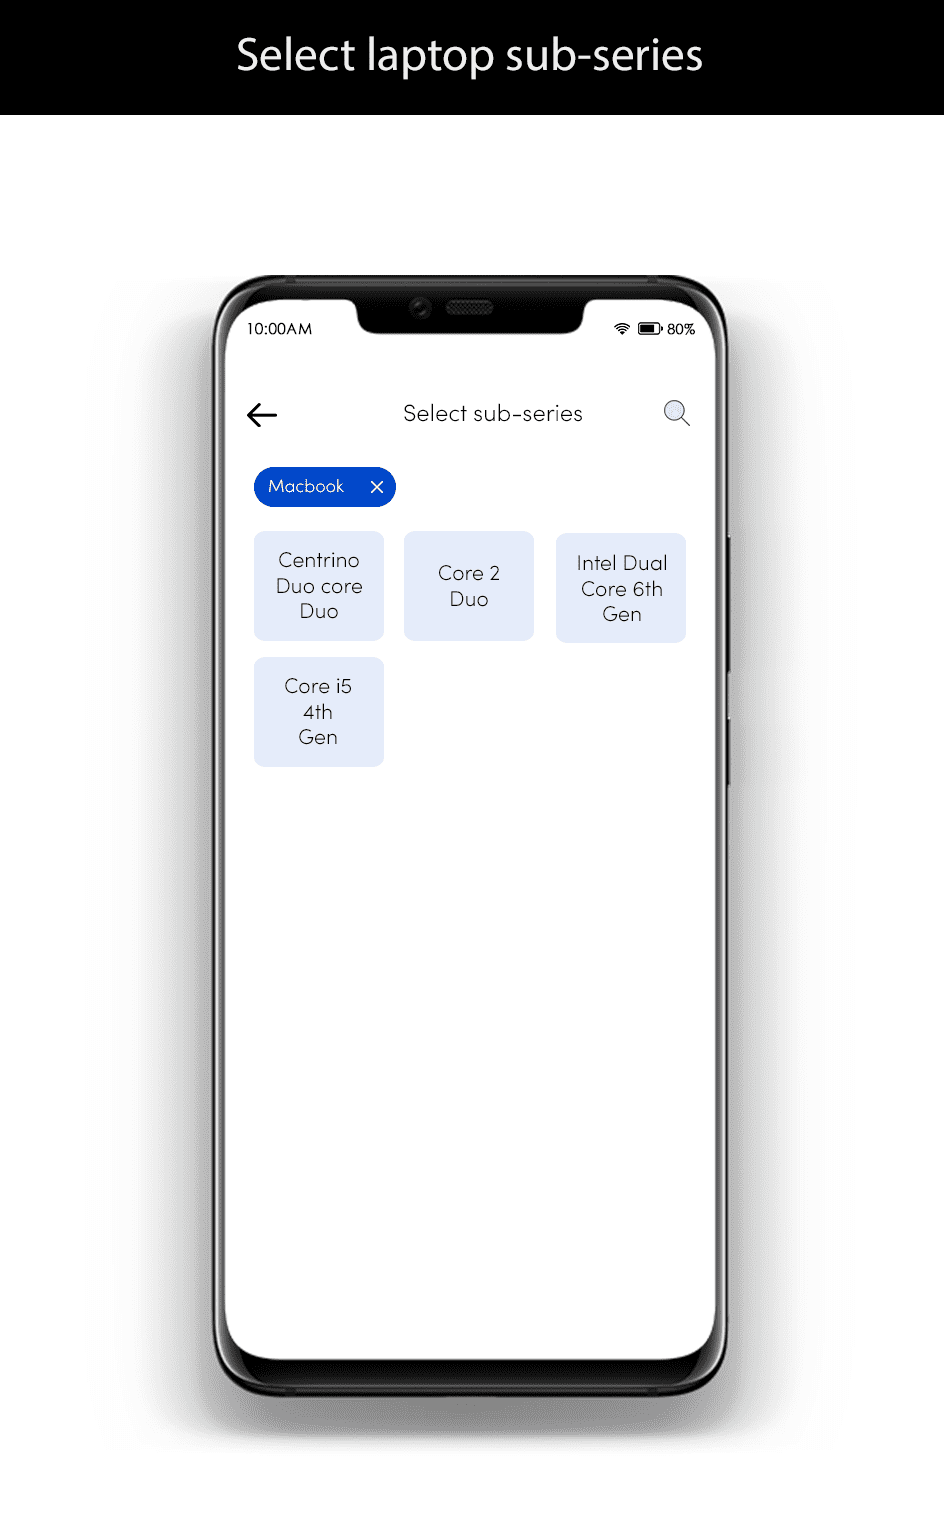 Select laptop sub-series
10:00AM 80%
Select sub-series
Macbook
Centrino
Duo core
Duo
Core 2
Duo
Intel Dual
Core 6th
Gen
Core i5
4th
Gen